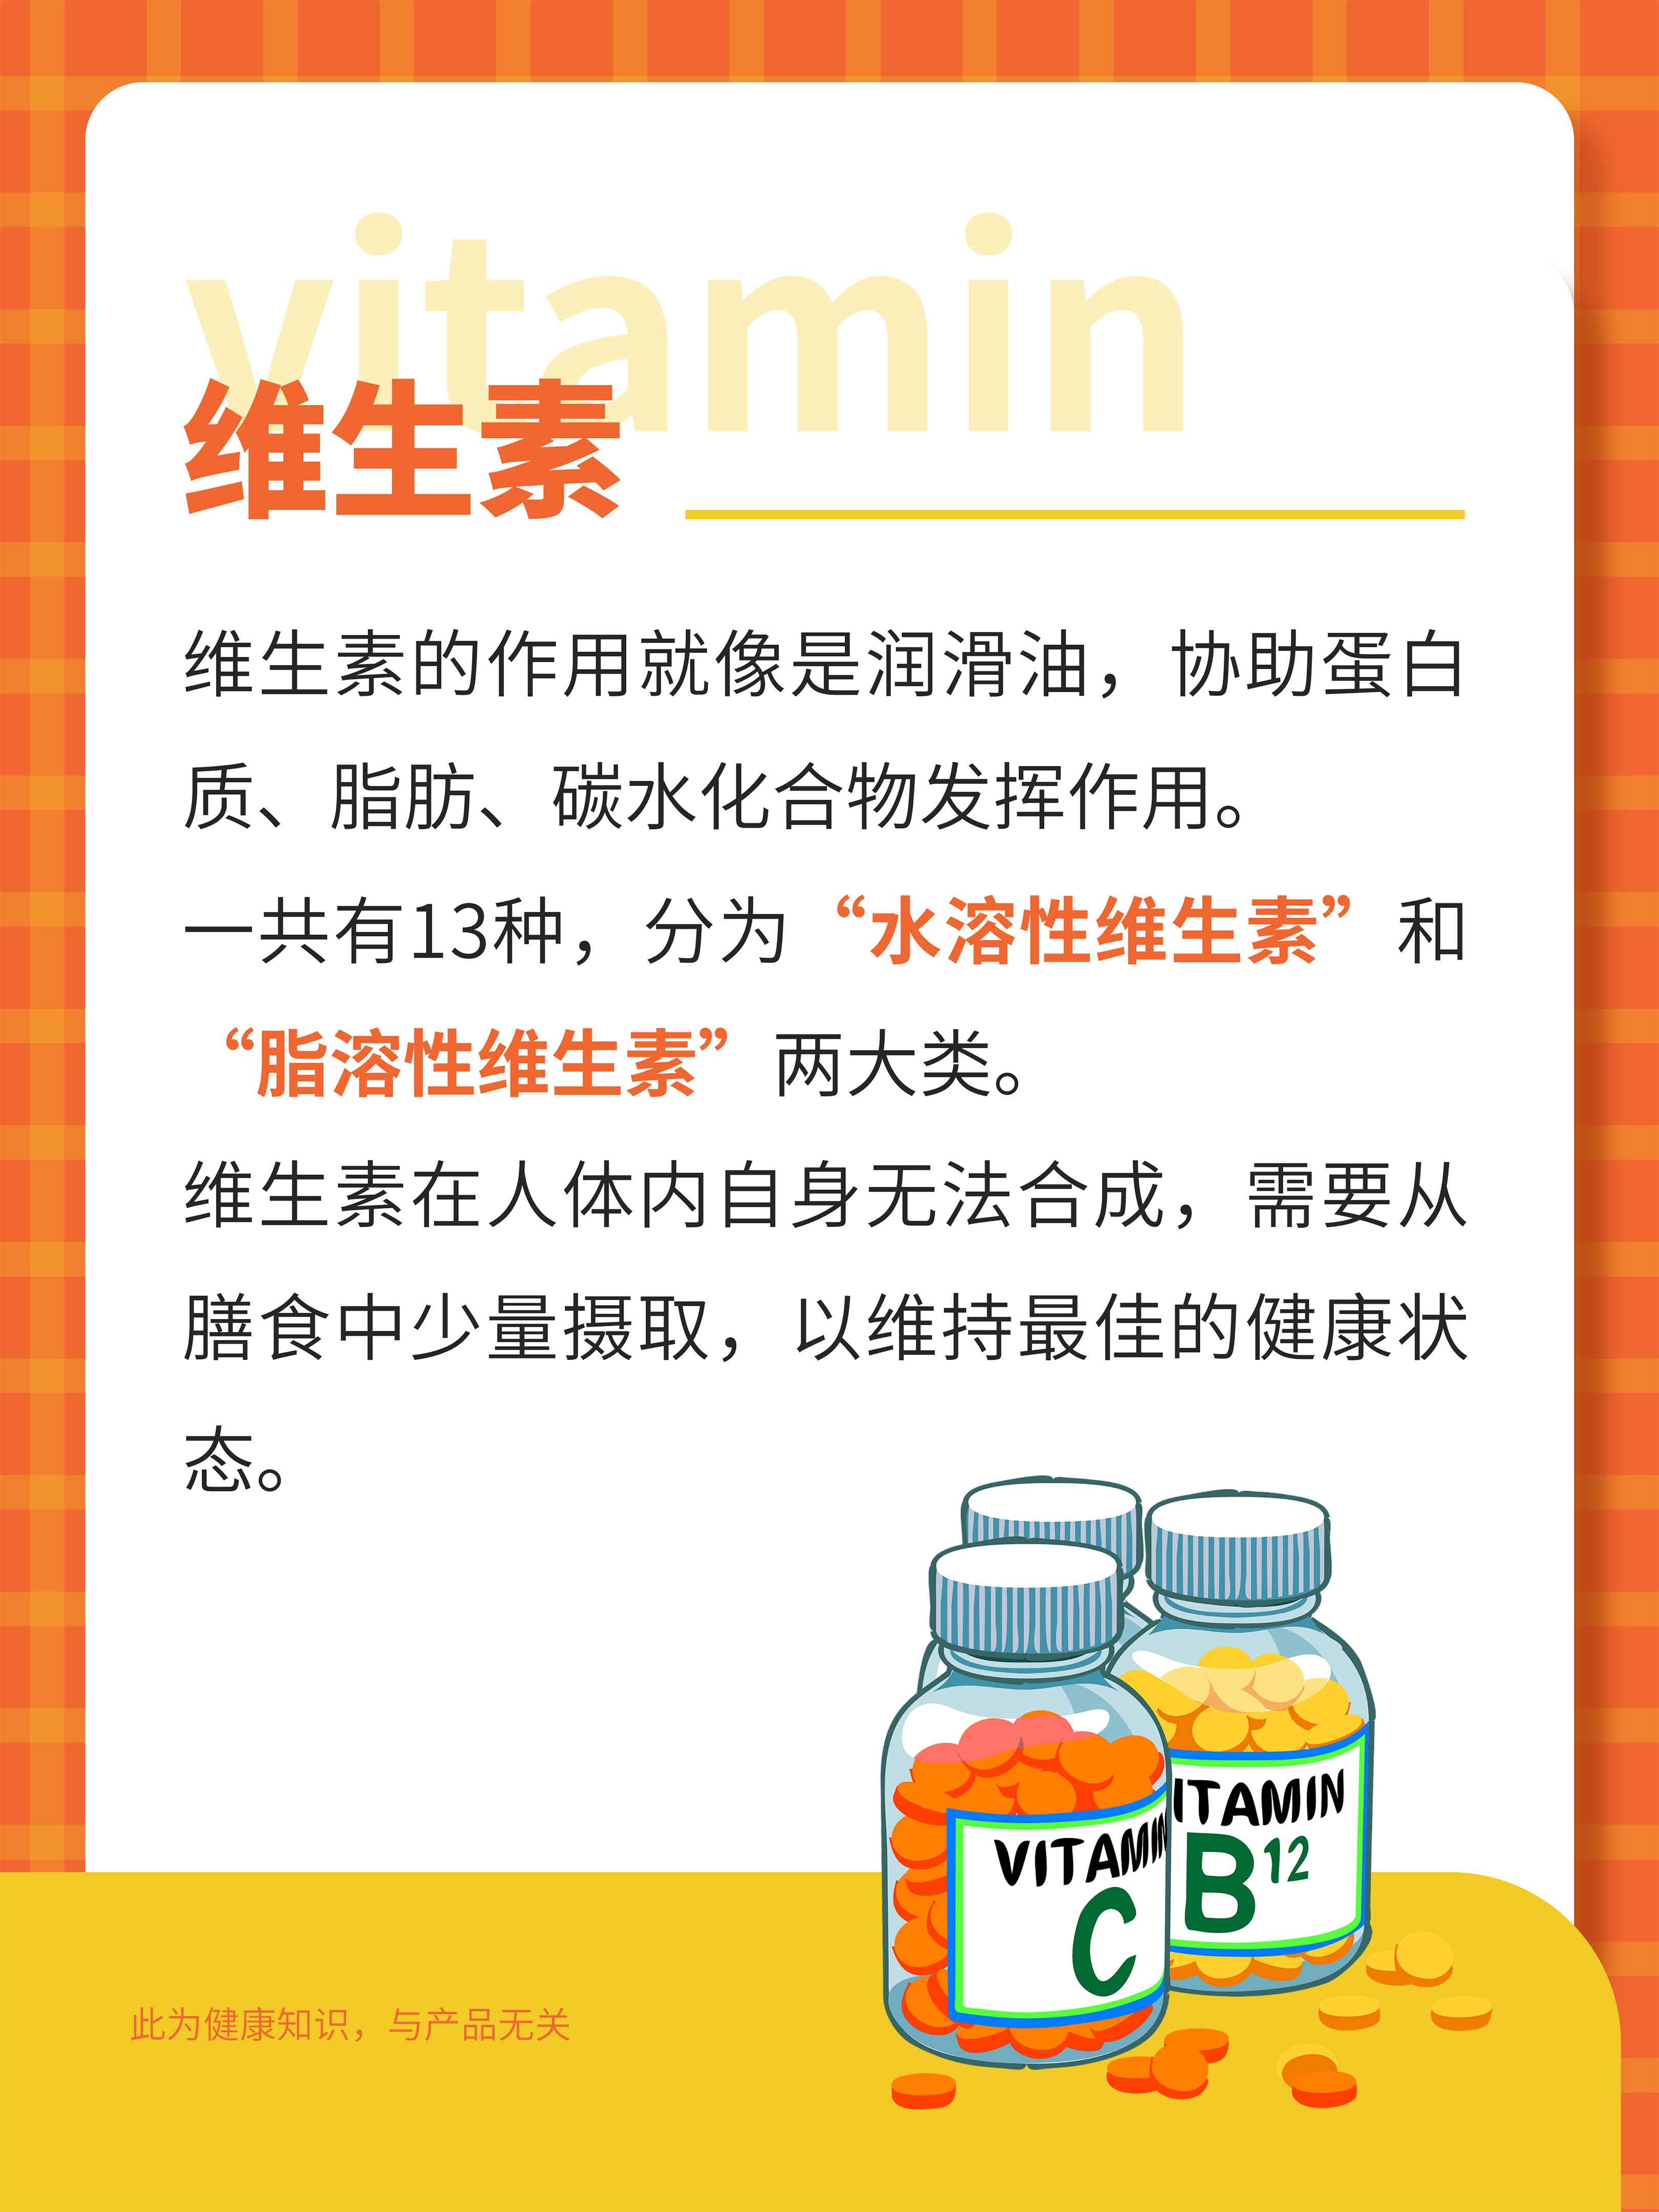 vitamin
维生素
维生素的作用就像是润滑油，协助蛋白
质、脂肪、碳水化合物发挥作用。
一共有13种，分为“水溶性维生素”和
“脂溶性维生素”两大类。
维生素在人体内自身无法合成，需要从
膳食中少量摄取，以维持最佳的健康状
态。
ITAMIN
B12
VITAMIN
C
此为健康知识，与产品无关